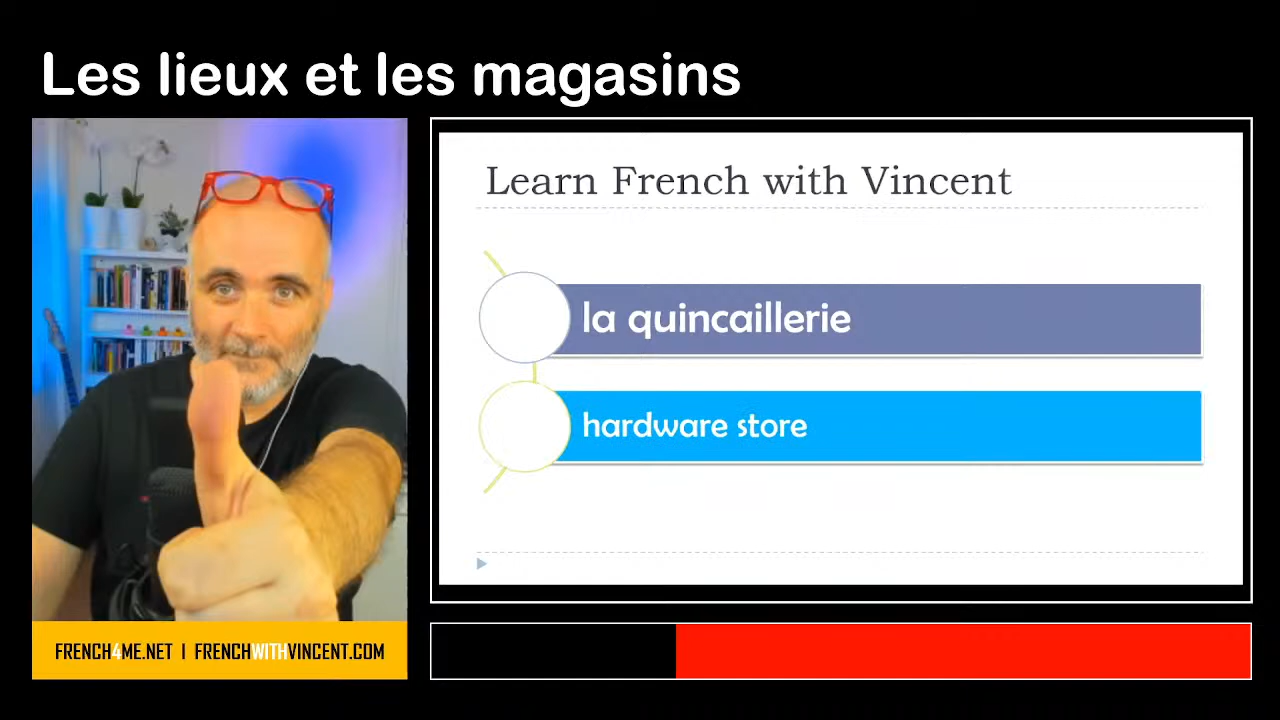 Les lieux et les magasins
Learn French with Vincent
la quincaillerie
hardware store
FRENCH4ME.NET I FRENCHWITHVINCENT.COM